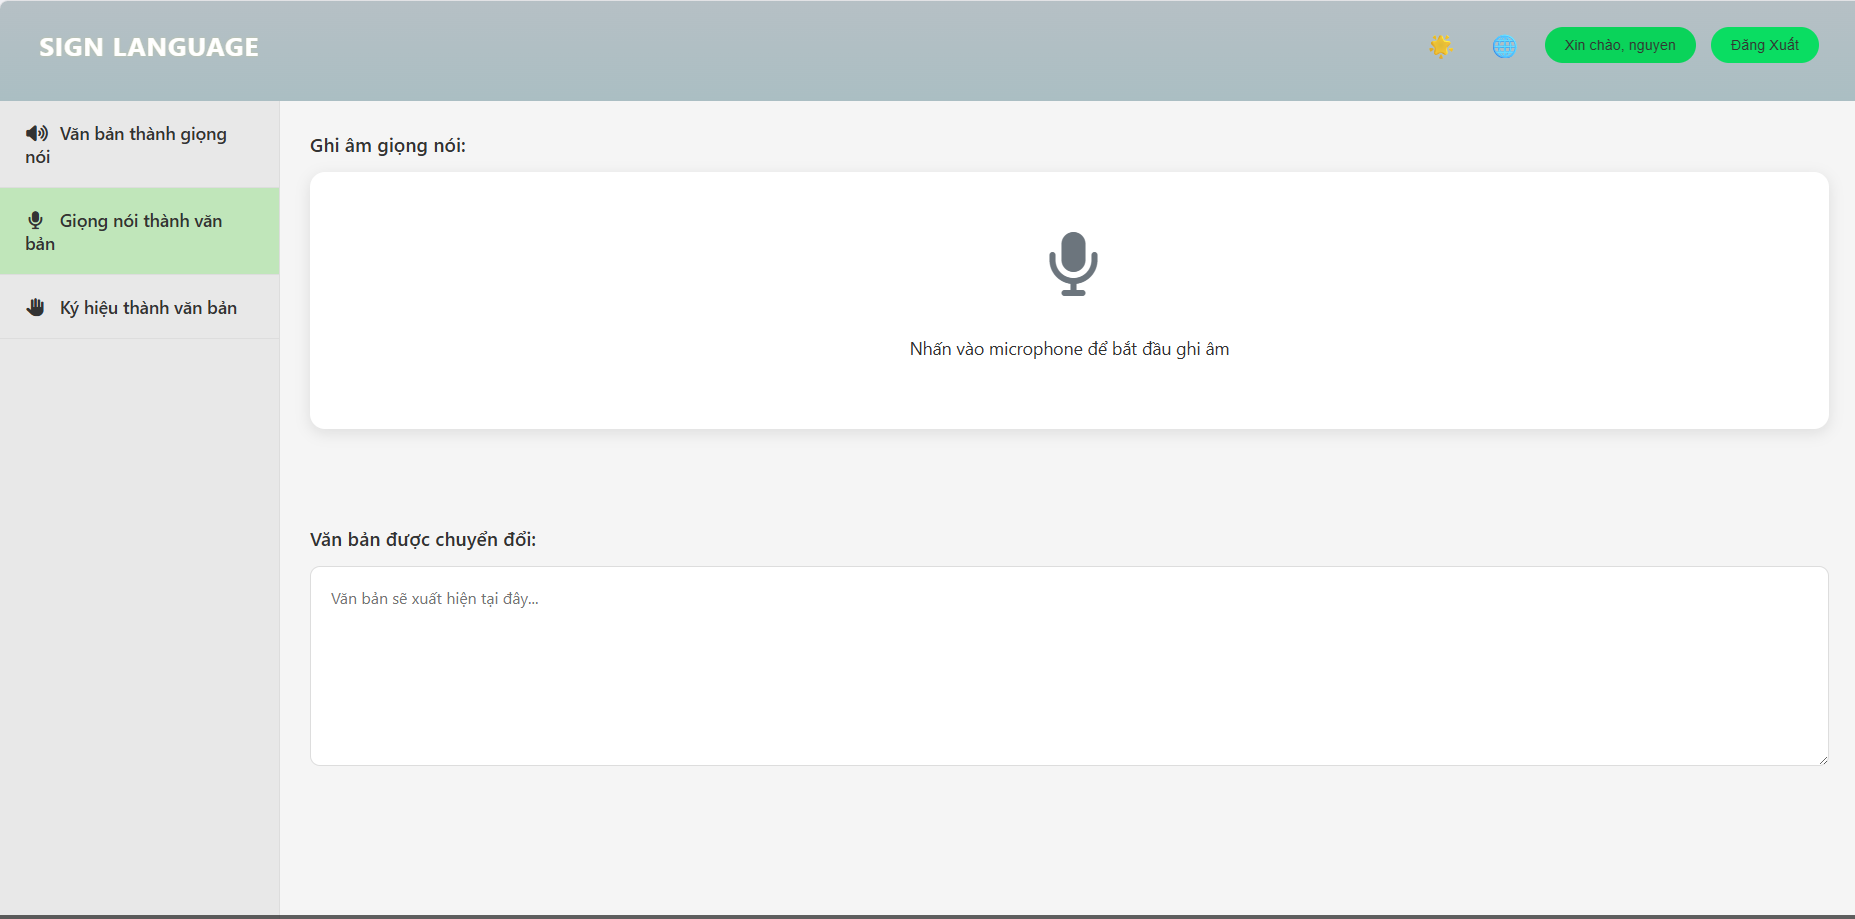 SIGN LANGUAGE
Xin chào, nguyen
Đăng Xuất
Văn bản thành giọng
nói
Giọng nói thành văn
bản
Ký hiệu thành văn bản
Ghi âm giọng nói:
Nhấn vào microphone để bắt đầu ghi âm
Văn bản được chuyển đổi:
Văn bản sẽ xuất hiện tại đây...